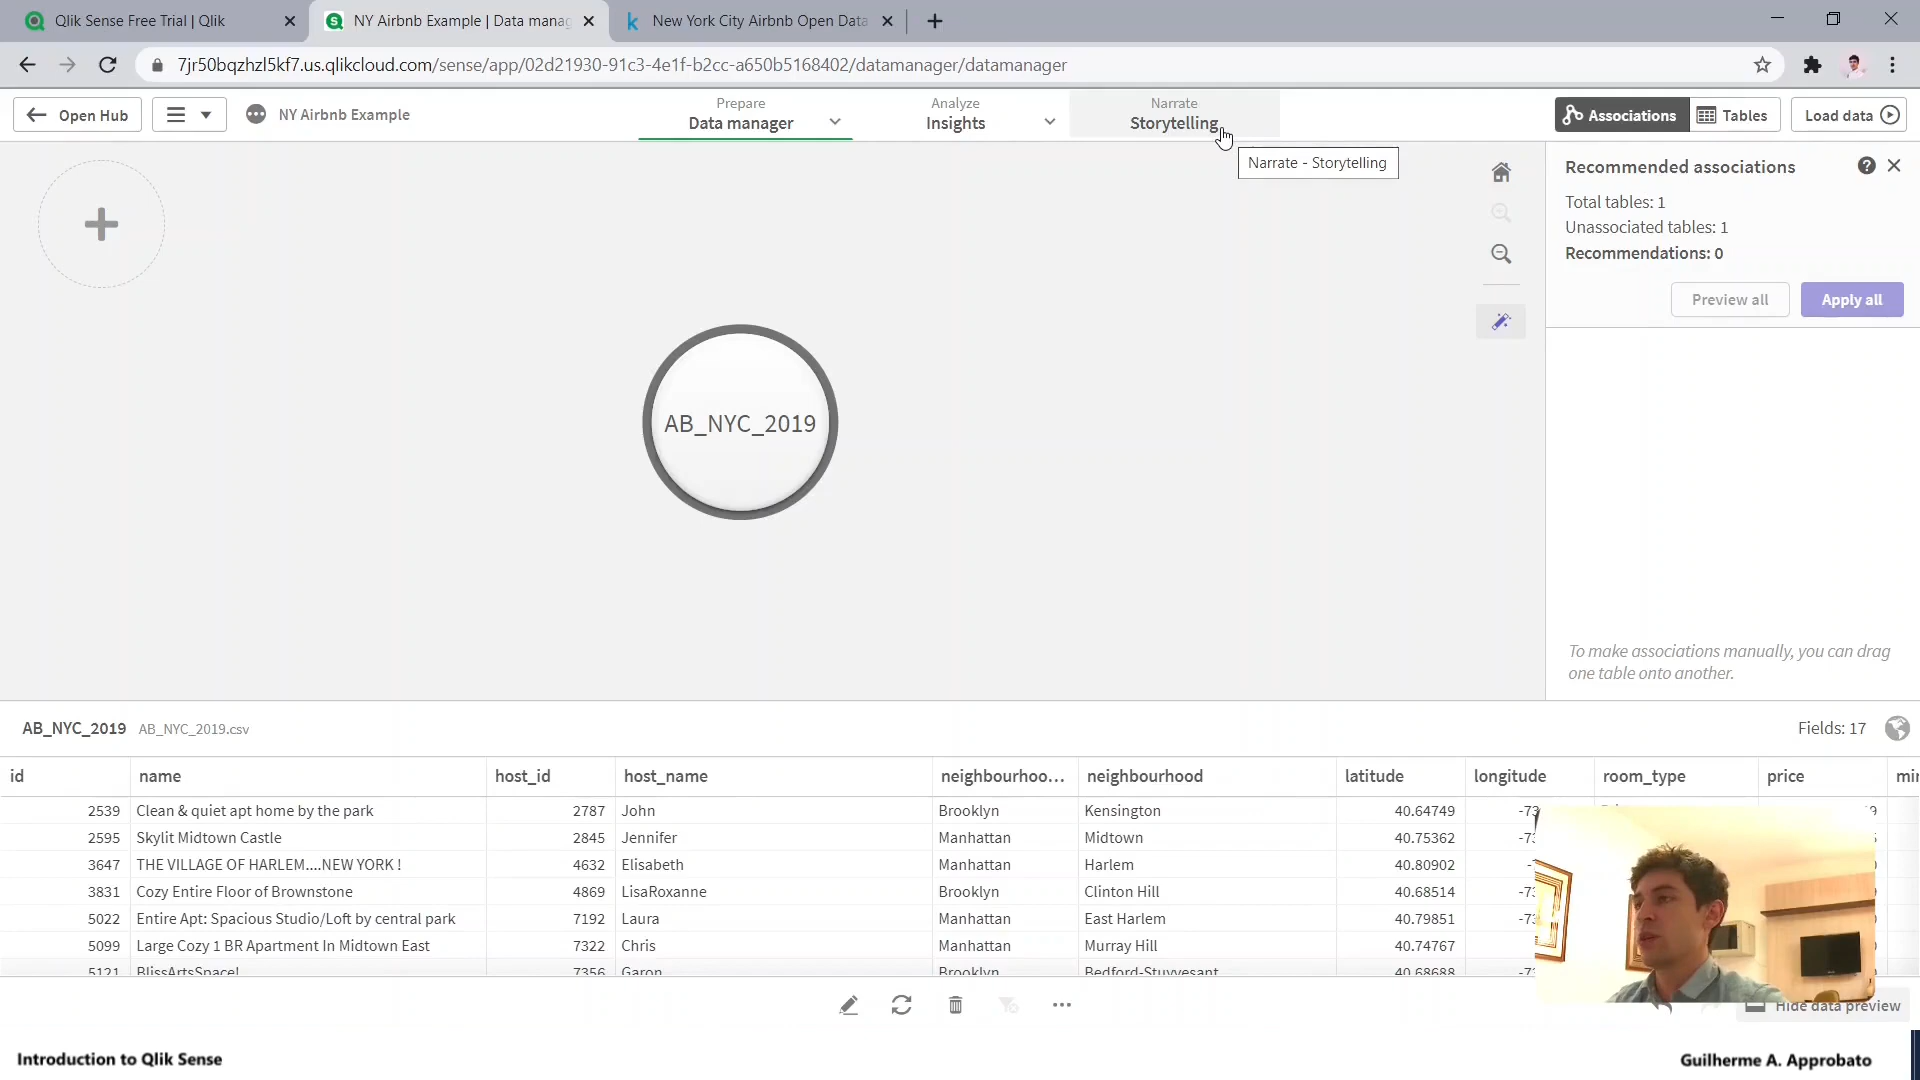 Qlik Sense Free Trial | Qlik
NY Airbnb Example | Data manag
New York City Airbnb Open Data
7jr50bqzhzl5kf7.us.qlikcloud.com/sense/app/02d21930-91c3-4e1f-b2cc-a650b5168402/datamanager/datamanager
Open Hub
NY Airbnb Example
Prepare
Data manager
Analyze
Insights
Narrate
Storytelling
Associations
Tables
Load data
Narrate - Storytelling
Recommended associations
Total tables: 1
Unassociated tables: 1
Recommendations: 0
Preview all
Apply all
AB_NYC_2019
To make associations manually, you can drag
one table onto another.
AB_NYC_2019 AB_NYC_2019.csv
Fields: 17
id name host_id host_name neighbourhoo... neighbourhood latitude longitude room_type price
2539 Clean & quiet apt home by the park 2787 John Brooklyn Kensington 40.64749
2595 Skylit Midtown Castle 2845 Jennifer Manhattan Midtown 40.75362
3647 THE VILLAGE OF HARLEM....NEW YORK ! 4632 Elisabeth Manhattan Harlem 40.80902
3831 Cozy Entire Floor of Brownstone 4869 LisaRoxanne Brooklyn Clinton Hill 40.68514
5022 Entire Apt: Spacious Studio/Loft by central park 7192 Laura Manhattan East Harlem 40.79851
5099 Large Cozy 1 BR Apartment In Midtown East 7322 Chris Manhattan Murray Hill 40.74767
5121 BlissArtsSpace! 7356 Garon Brooklyn Bedford-Stuyvesant 40.68688
Hide data preview
Introduction to Qlik Sense
Guilherme A. Approbato